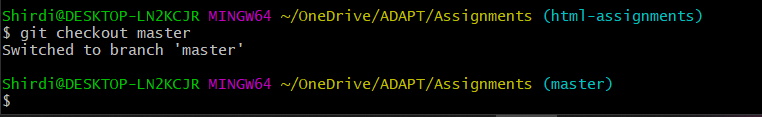 Shirdi@DESKTOP-LN2KCJR MINGW64 ~/OneDrive/ADAPT/Assignments (html-assignments)
$ git checkout master
Switched to branch 'master'
Shirdi@DESKTOP-LN2KCJR MINGW64 ~/OneDrive/ADAPT/Assignments (master)
$